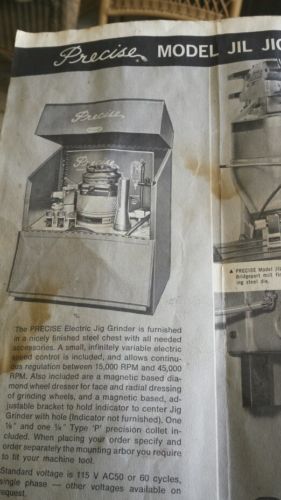 Precise. MODEL JIL JIG
Precise
Precise
▲ PRECISE Model JIL
Bridgeport mill
ing steel die.
The PRECISE Electric Jig Grinder is furnished
in a nicely finished steel chest with all needed
accessories. A small, infinitely variable electric
speed control is included, and allows continu-
ous regulation between 15,000 RPM and 45,000
RPM. Also included are a magnetic based dia-
mond wheel dresser for face and radial dressing
of grinding wheels, and a magnetic based, ad-
justable bracket to hold indicator to center Jig
Grinder with hole (Indicator not furnished). One
⅛" and one ¼" Type 'P' precision collet in-
cluded. When placing your order specify and
order separately the mounting arbor you require
to fit your machine tool.
Standard voltage is 115 V AC50 or 60 cycles,
single phase — other voltages available on
request.